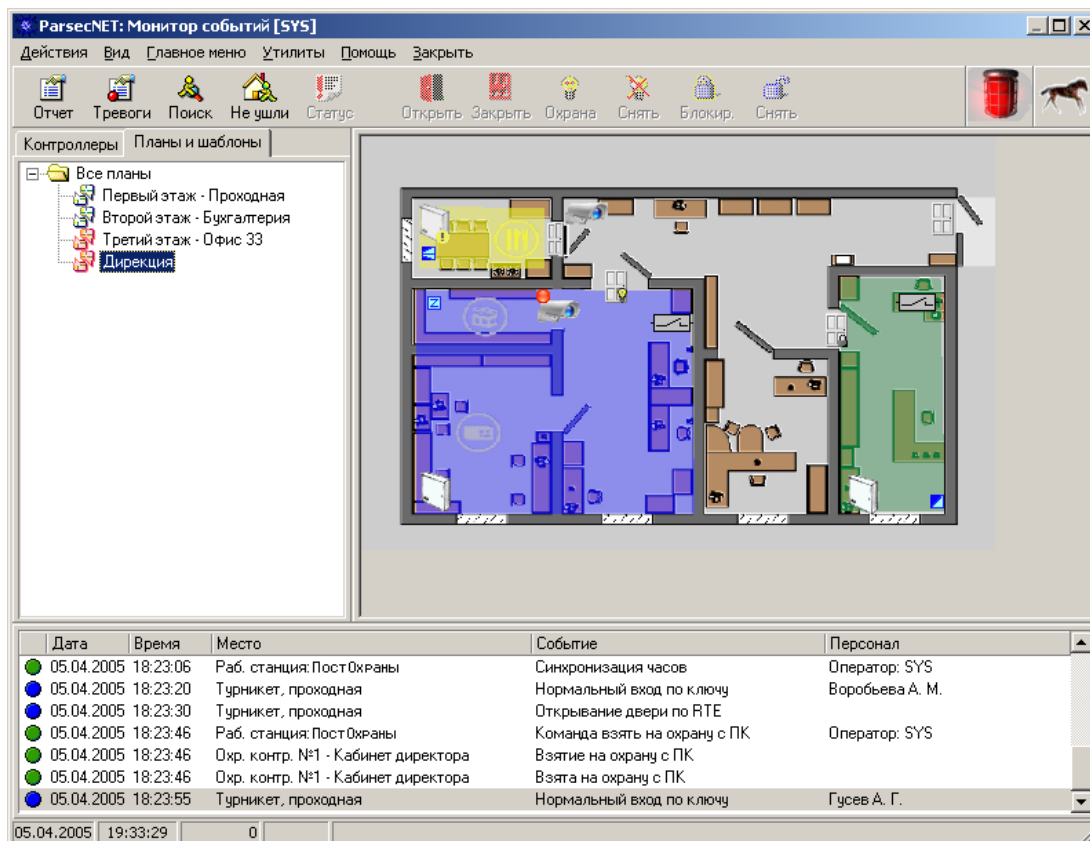 ParsecNET: Монитор событий [SYS]
Действия Вид Главное меню Утилиты Помощь Закрыть
Отчет Тревоги Поиск Не ушли Статус Открыть Закрыть Охрана Снять Блокир. Снять
Контроллеры Планы и шаблоны
Все планы
Первый этаж - Проходная
Второй этаж - Бухгалтерия
Третий этаж - Офис 33
Дирекция
Z
Дата Время Место Событие Персонал
05.04.2005 18:23:06 Раб. станция:ПостОхраны Синхронизация часов Оператор: SYS
05.04.2005 18:23:20 Турникет, проходная Нормальный вход по ключу Воробьева А. М.
05.04.2005 18:23:30 Турникет, проходная Открывание двери по RTE
05.04.2005 18:23:46 Раб. станция:ПостОхраны Команда взять на охрану с ПК Оператор: SYS
05.04.2005 18:23:46 Охр. контр. №1 - Кабинет директора Взятие на охрану с ПК
05.04.2005 18:23:46 Охр. контр. №1 - Кабинет директора Взята на охрану с ПК
05.04.2005 18:23:55 Турникет, проходная Нормальный вход по ключу Гусев А. Г.
05.04.2005 19:33:29 0